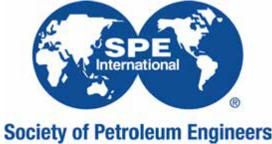 SPE
International
®
Society of Petroleum Engineers